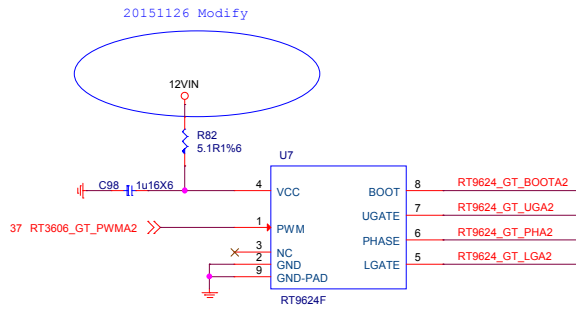 20151126 Modify
12VIN
R82
5.1R1%6
U7
C98 1u16X6
4 VCC BOOT 8 RT9624_GT_BOOTA2
UGATE 7 RT9624_GT_UGA2
37 RT3606_GT_PWMA2 1 PWM
PHASE 6 RT9624_GT_PHA2
3 NC
2 GND LGATE 5 RT9624_GT_LGA2
9 GND-PAD
RT9624F